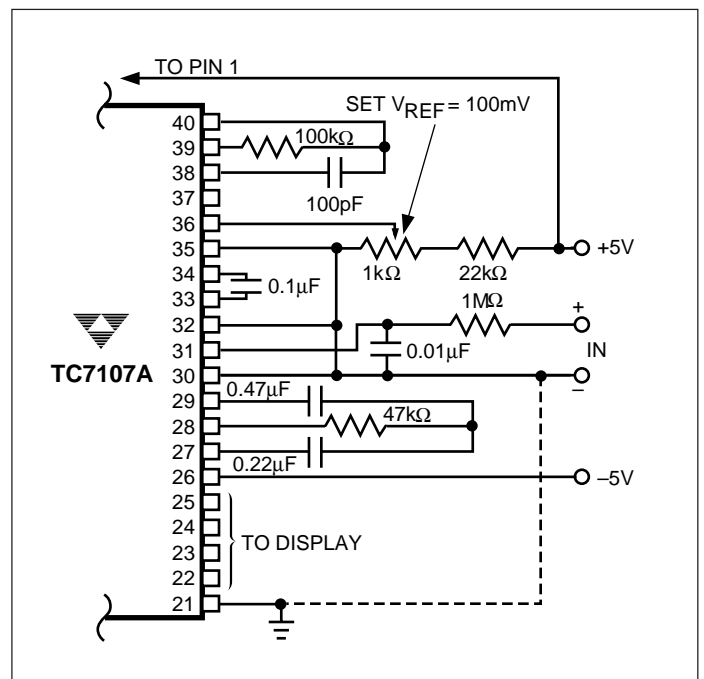 TO PIN 1
SET VREF = 100mV
40
39
100kΩ
38
100pF
37
36
35
+5V
1kΩ
22kΩ
34
0.1µF
33
1MΩ
+
32
31
0.01µF
IN
TC7107A
30
–
29
0.47µF
28
47kΩ
27
0.22µF
26
–5V
25
24
TO DISPLAY
23
22
21